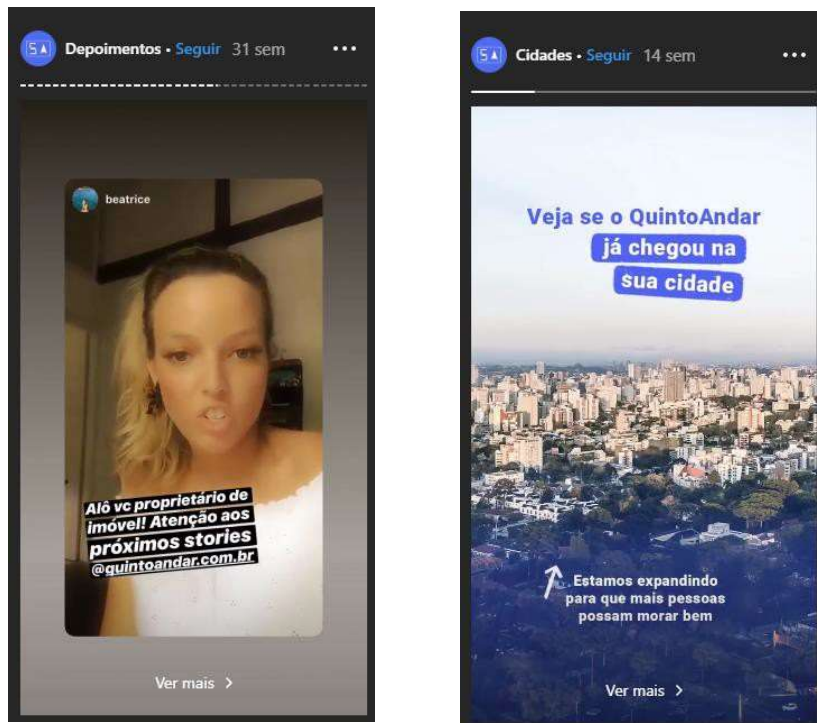 Depoimentos • Seguir 31 sem
beatrice
Alô vc proprietário de
imóvel! Atenção aos
próximos stories
@quintoandar.com.br
Ver mais >
Cidades • Seguir 14 sem
Veja se o QuintoAndar
já chegou na
sua cidade
Estamos expandindo
para que mais pessoas
possam morar bem
Ver mais >